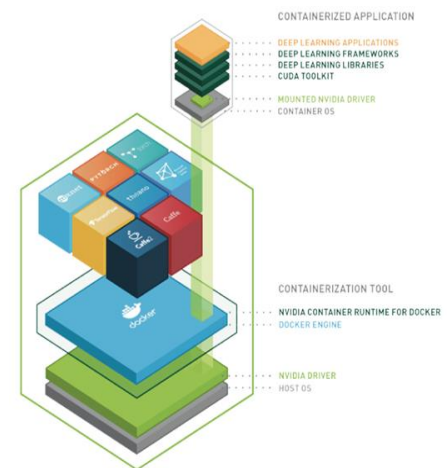 CONTAINERIZED APPLICATION
DEEP LEARNING APPLICATIONS
DEEP LEARNING FRAMEWORKS
DEEP LEARNING LIBRARIES
CUDA TOOLKIT
MOUNTED NVIDIA DRIVER
CONTAINER OS
PYTORCH
theano
Caffe
Caffe2
docker
CONTAINERIZATION TOOL
NVIDIA CONTAINER RUNTIME FOR DOCKER
DOCKER ENGINE
NVIDIA DRIVER
HOST OS